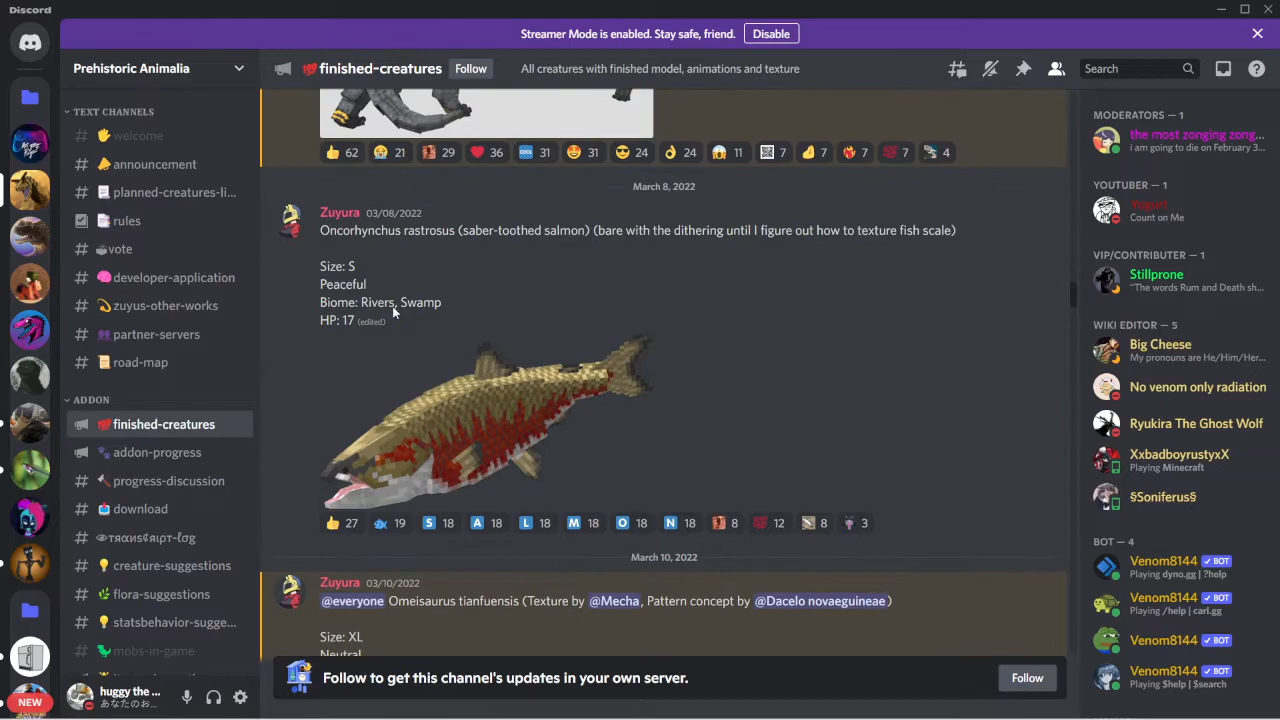 Discord
Streamer Mode is enabled. Stay safe, friend. Disable
Prehistoric Animalia
finished-creatures Follow All creatures with finished model, animations and texture
Search
TEXT CHANNELS
welcome
announcement
planned-creatures-li...
rules
vote
developer-application
zuyus-other-works
partner-servers
road-map
ADDON
finished-creatures
addon-progress
progress-discussion
download
creature-suggestions
flora-suggestions
statsbehavior-sugge...
mobs-in-game
huggy the ...
あなたのお...
NEW
62 21 29 36 COOL 31 31 24 24 11 7 7 7 7 4
March 8, 2022
Zuyura 03/08/2022
Oncorhynchus rastrosus (saber-toothed salmon) (bare with the dithering until I figure out how to texture fish scale)
Size: S
Peaceful
Biome: Rivers, Swamp
HP: 17 (edited)
27 19 S 18 A 18 L 18 M 18 O 18 N 18 8 12 8 3
March 10, 2022
Zuyura 03/10/2022
@everyone Omeisaurus tianfuensis (Texture by @Mecha, Pattern concept by @Dacelo novaeguineae)
Size: XL
Neutral
Follow to get this channel's updates in your own server. Follow
MODERATORS — 1
the most zonging zong...
i am going to die on February 3...
YOUTUBER — 1
Yogurt
Count on Me
VIP/CONTRIBUTER — 1
Stillprone
"The words Rum and Death sh...
WIKI EDITOR — 5
Big Cheese
My pronouns are He/Him/Her...
No venom only radiation
Ryukira The Ghost Wolf
XxbadboyrustyxX
Playing Minecraft
§Soniferus§
BOT — 4
Venom8144 BOT
Playing dyno.gg | ?help
Venom8144 BOT
Playing /help | carl.gg
Venom8144 BOT
Venom8144 BOT
Playing $help | $search